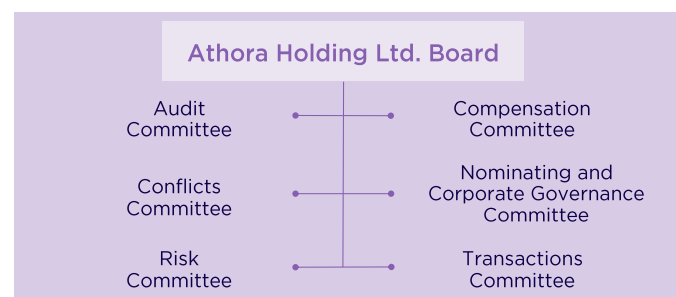 Athora Holding Ltd. Board
Audit
Committee
Compensation
Committee
Conflicts
Committee
Nominating and
Corporate Governance
Committee
Risk
Committee
Transactions
Committee